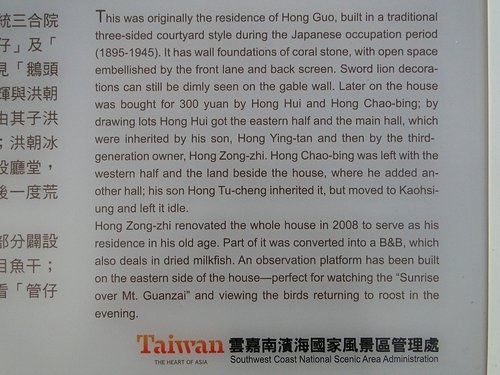 統三合院
仔」及「
見「鵝頭
輝與洪朝
由其子洪
；洪朝冰
設廳堂，
後一度荒
部分闢設
目魚干；
看「管仔
This was originally the residence of Hong Guo, built in a traditional
three-sided courtyard style during the Japanese occupation period
(1895-1945). It has wall foundations of coral stone, with open space
embellished by the front lane and back screen. Sword lion decora-
tions can still be dimly seen on the gable wall. Later on the house
was bought for 300 yuan by Hong Hui and Hong Chao-bing; by
drawing lots Hong Hui got the eastern half and the main hall, which
were inherited by his son, Hong Ying-tan and then by the third-
generation owner, Hong Zong-zhi. Hong Chao-bing was left with the
western half and the land beside the house, where he added an-
other hall; his son Hong Tu-cheng inherited it, but moved to Kaohsi-
ung and left it idle.
Hong Zong-zhi renovated the whole house in 2008 to serve as his
residence in his old age. Part of it was converted into a B&B, which
also deals in dried milkfish. An observation platform has been built
on the eastern side of the house—perfect for watching the “Sunrise
over Mt. Guanzai” and viewing the birds returning to roost in the
evening.
Taiwan
THE HEART OF ASIA
雲嘉南濱海國家風景區管理處
Southwest Coast National Scenic Area Administration